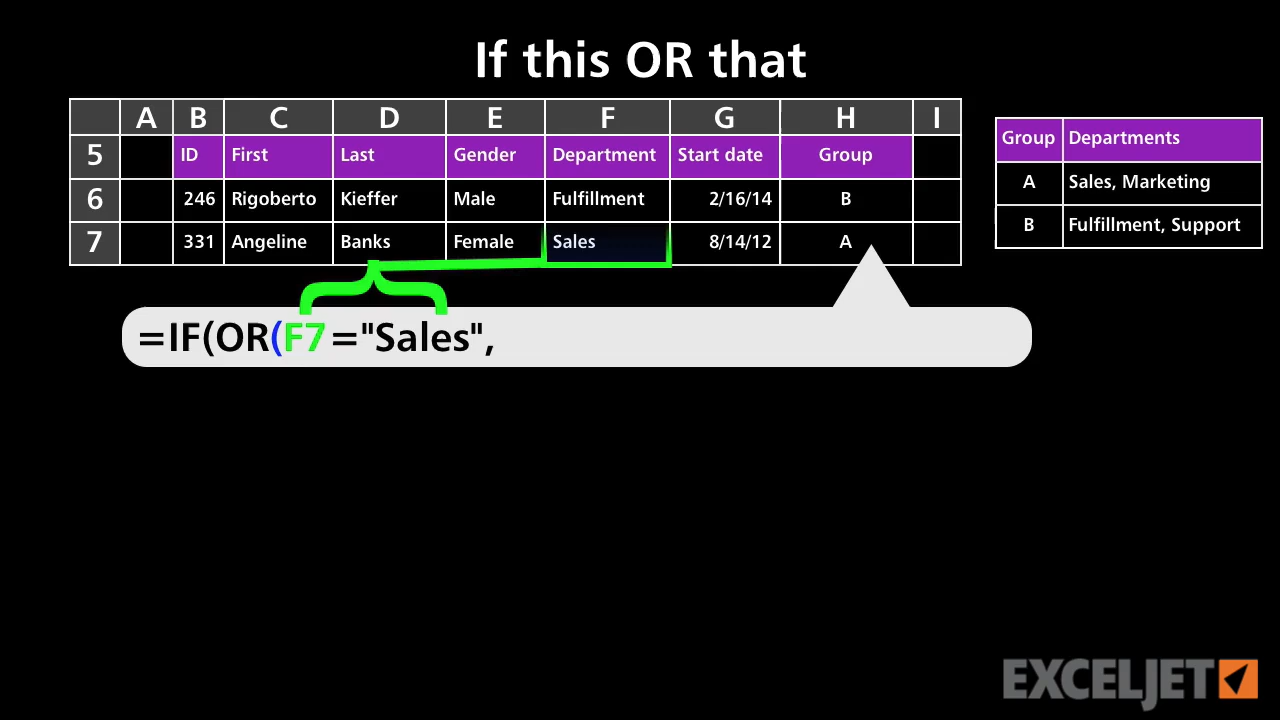 If this OR that
A B C D E F G H I
5 ID First Last Gender Department Start date Group
6 246 Rigoberto Kieffer Male Fulfillment 2/16/14 B
7 331 Angeline Banks Female Sales 8/14/12 A
Group Departments
A Sales, Marketing
B Fulfillment, Support
=IF(OR(F7="Sales",
EXCELJET